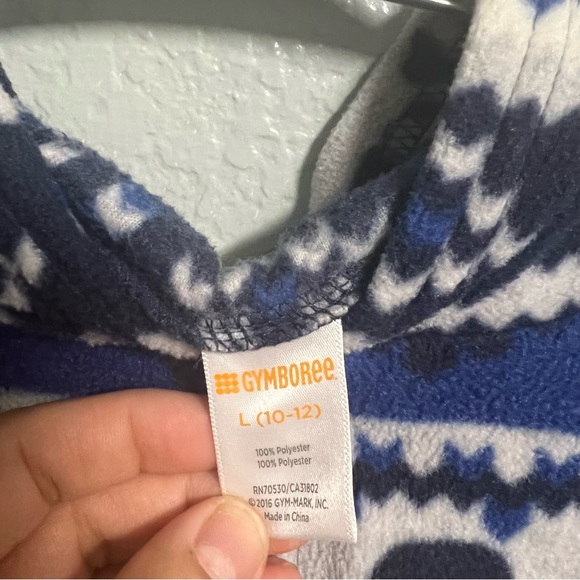 GYMBOREE
L (10-12)
100% Polyester
100% Polyester
RN70530/CA31802
©2016 GYM-MARK, INC.
Made in China